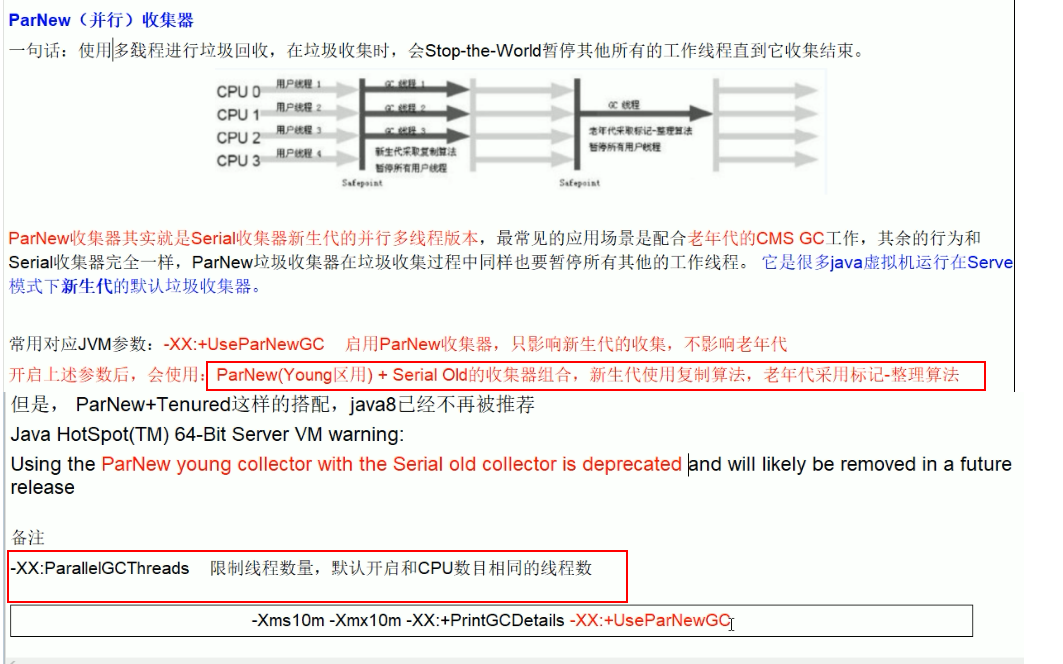 ParNew（并行）收集器
一句话：使用多线程进行垃圾回收，在垃圾收集时，会Stop-the-World暂停其他所有的工作线程直到它收集结束。
CPU 0 用户线程 1 GC 线程 1
CPU 1 用户线程 2 GC 线程 2 GC 线程
CPU 2 用户线程 3 GC 线程 3 老年代采取标记-整理算法
CPU 3 用户线程 4 新生代采取复制算法 暂停所有用户线程
暂停所有用户线程
Safepoint Safepoint
ParNew收集器其实就是Serial收集器新生代的并行多线程版本，最常见的应用场景是配合老年代的CMS GC工作，其余的行为和
Serial收集器完全一样，ParNew垃圾收集器在垃圾收集过程中同样也要暂停所有其他的工作线程。 它是很多java虚拟机运行在Serve
模式下新生代的默认垃圾收集器。
常用对应JVM参数：-XX:+UseParNewGC 启用ParNew收集器，只影响新生代的收集，不影响老年代
开启上述参数后，会使用：ParNew(Young区用) + Serial Old的收集器组合，新生代使用复制算法，老年代采用标记-整理算法
但是， ParNew+Tenured这样的搭配，java8已经不再被推荐
Java HotSpot(TM) 64-Bit Server VM warning:
Using the ParNew young collector with the Serial old collector is deprecated and will likely be removed in a future
release
备注
-XX:ParallelGCThreads 限制线程数量，默认开启和CPU数目相同的线程数
-Xms10m -Xmx10m -XX:+PrintGCDetails -XX:+UseParNewGC